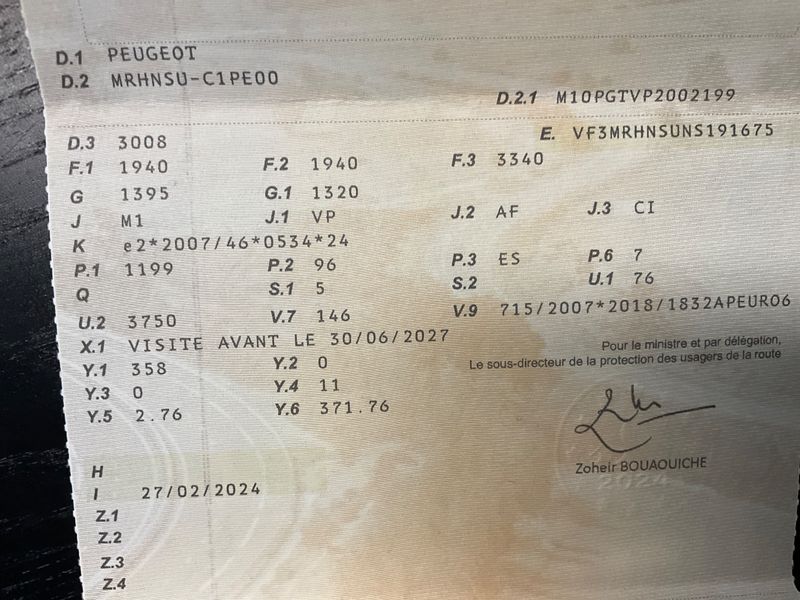 D.1 PEUGEOT
D.2 MRHNSU-C1PE00
D.2.1 M10PGTVP2002199
D.3 3008
E. VF3MRHNSUNS191675
F.1 1940 F.2 1940 F.3 3340
G 1395 G.1 1320
J M1 J.1 VP J.2 AF J.3 CI
K e2*2007/46*0534*24
P.1 1199 P.2 96 P.3 ES P.6 7
Q S.1 5 S.2 U.1 76
U.2 3750 V.7 146 V.9 715/2007*2018/1832APEURO6
X.1 VISITE AVANT LE 30/06/2027
Y.1 358 Y.2 0
Y.3 0 Y.4 11
Y.5 2.76 Y.6 371.76
Pour le ministre et par délégation,
Le sous-directeur de la protection des usagers de la route
Zoheir BOUAOUICHE
2024
H
I 27/02/2024
Z.1
Z.2
Z.3
Z.4